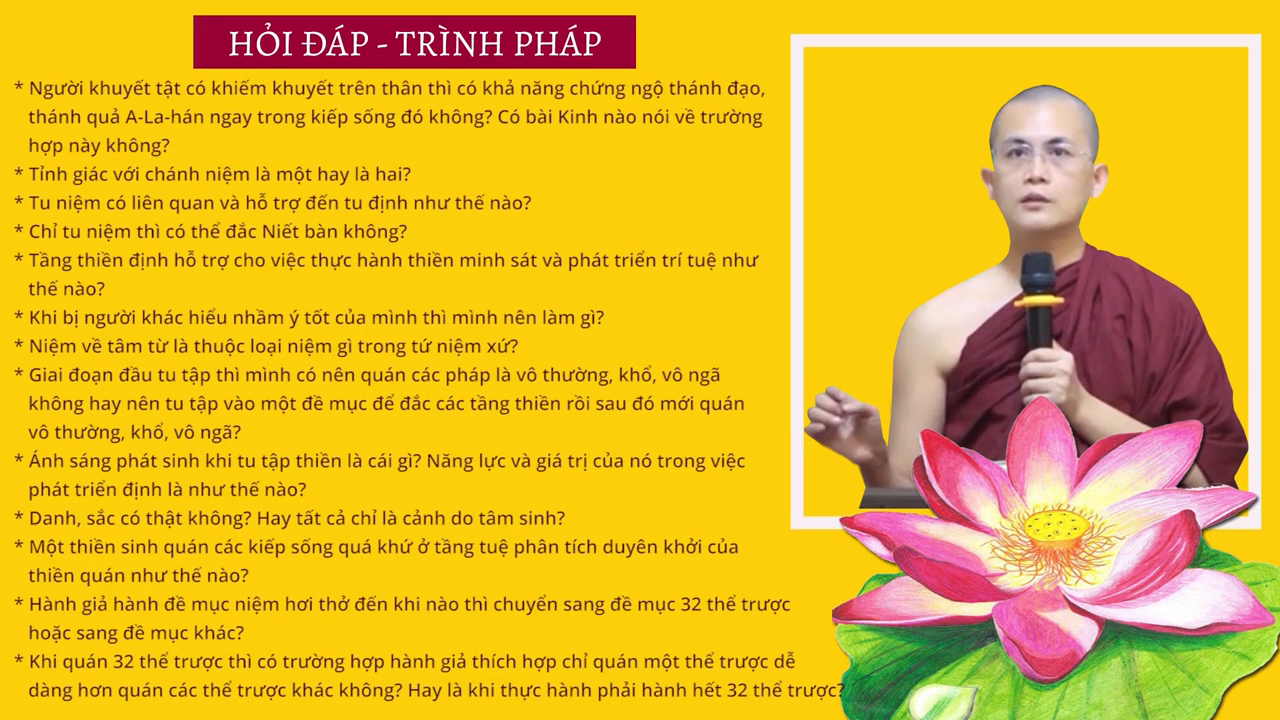 HỎI ĐÁP - TRÌNH PHÁP
* Người khuyết tật có khiếm khuyết trên thân thì có khả năng chứng ngộ thánh đạo,
thánh quả A-La-hán ngay trong kiếp sống đó không? Có bài Kinh nào nói về trường
hợp này không?
* Tỉnh giác với chánh niệm là một hay là hai?
* Tu niệm có liên quan và hỗ trợ đến tu định như thế nào?
* Chỉ tu niệm thì có thể đắc Niết bàn không?
* Tầng thiền định hỗ trợ cho việc thực hành thiền minh sát và phát triển trí tuệ như
thế nào?
* Khi bị người khác hiểu nhầm ý tốt của mình thì mình nên làm gì?
* Niệm về tâm từ là thuộc loại niệm gì trong tứ niệm xứ?
* Giai đoạn đầu tu tập thì mình có nên quán các pháp là vô thường, khổ, vô ngã
không hay nên tu tập vào một đề mục để đắc các tầng thiền rồi sau đó mới quán
vô thường, khổ, vô ngã?
* Ánh sáng phát sinh khi tu tập thiền là cái gì? Năng lực và giá trị của nó trong việc
phát triển định là như thế nào?
* Danh, sắc có thật không? Hay tất cả chỉ là cảnh do tâm sinh?
* Một thiền sinh quán các kiếp sống quá khứ ở tầng tuệ phân tích duyên khởi của
thiền quán như thế nào?
* Hành giả hành đề mục niệm hơi thở đến khi nào thì chuyển sang đề mục 32 thể trược
hoặc sang đề mục khác?
* Khi quán 32 thể trược thì có trường hợp hành giả thích hợp chỉ quán một thể trược dễ
dàng hơn quán các thể trược khác không? Hay là khi thực hành phải hành hết 32 thể trược?